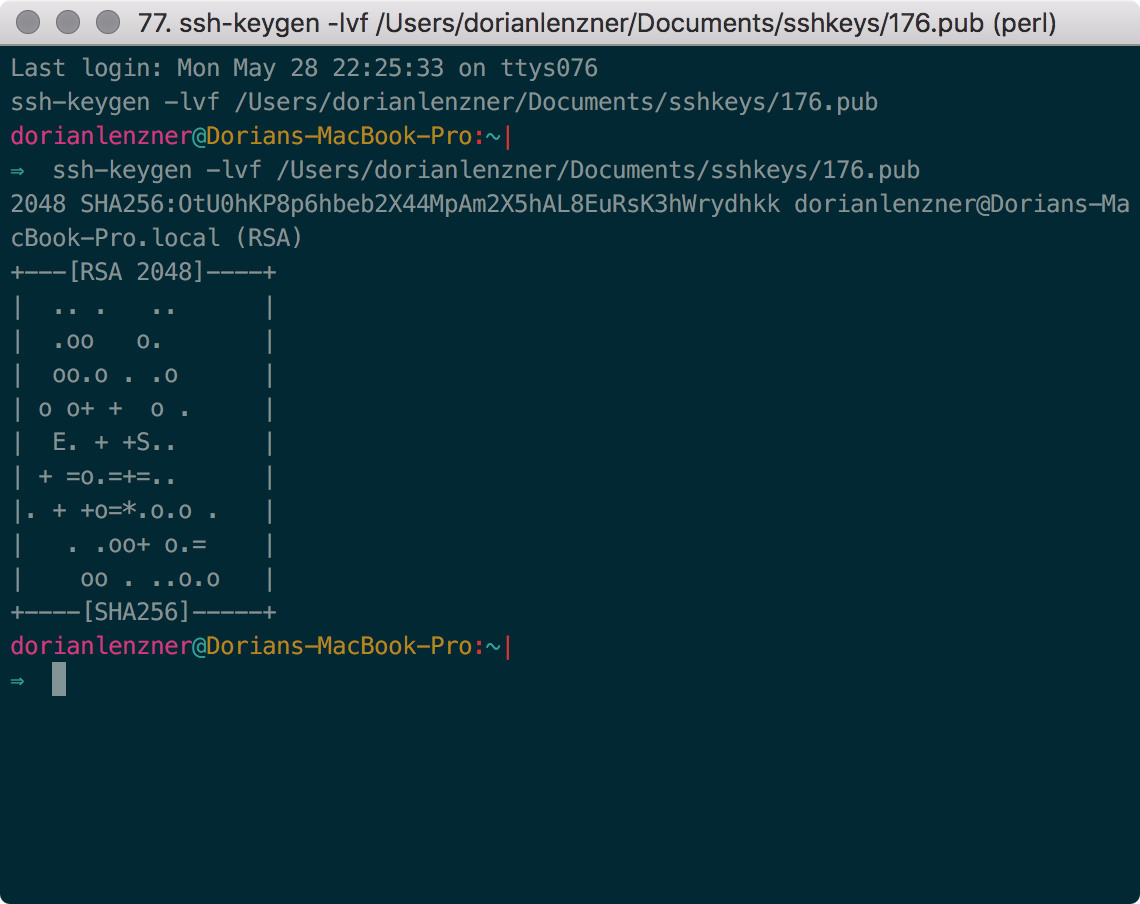 77. ssh-keygen -lvf /Users/dorianlenzner/Documents/sshkeys/176.pub (perl)
Last login: Mon May 28 22:25:33 on ttys076
ssh-keygen -lvf /Users/dorianlenzner/Documents/sshkeys/176.pub
dorianlenzner@Dorians-MacBook-Pro:~|
⇒  ssh-keygen -lvf /Users/dorianlenzner/Documents/sshkeys/176.pub
2048 SHA256:OtU0hKP8p6hbeb2X44MpAm2X5hAL8EuRsK3hWrydhkk dorianlenzner@Dorians-Ma
cBook-Pro.local (RSA)
+---[RSA 2048]----+
|  .. .   ..      |
|  .oo   o.       |
|  oo.o . .o      |
| o o+ +  o .     |
|  E. + +S..      |
| + =o.=+=..      |
|. + +o=*.o.o .   |
|   . .oo+ o.=    |
|    oo . ..o.o   |
+----[SHA256]-----+
dorianlenzner@Dorians-MacBook-Pro:~|
⇒